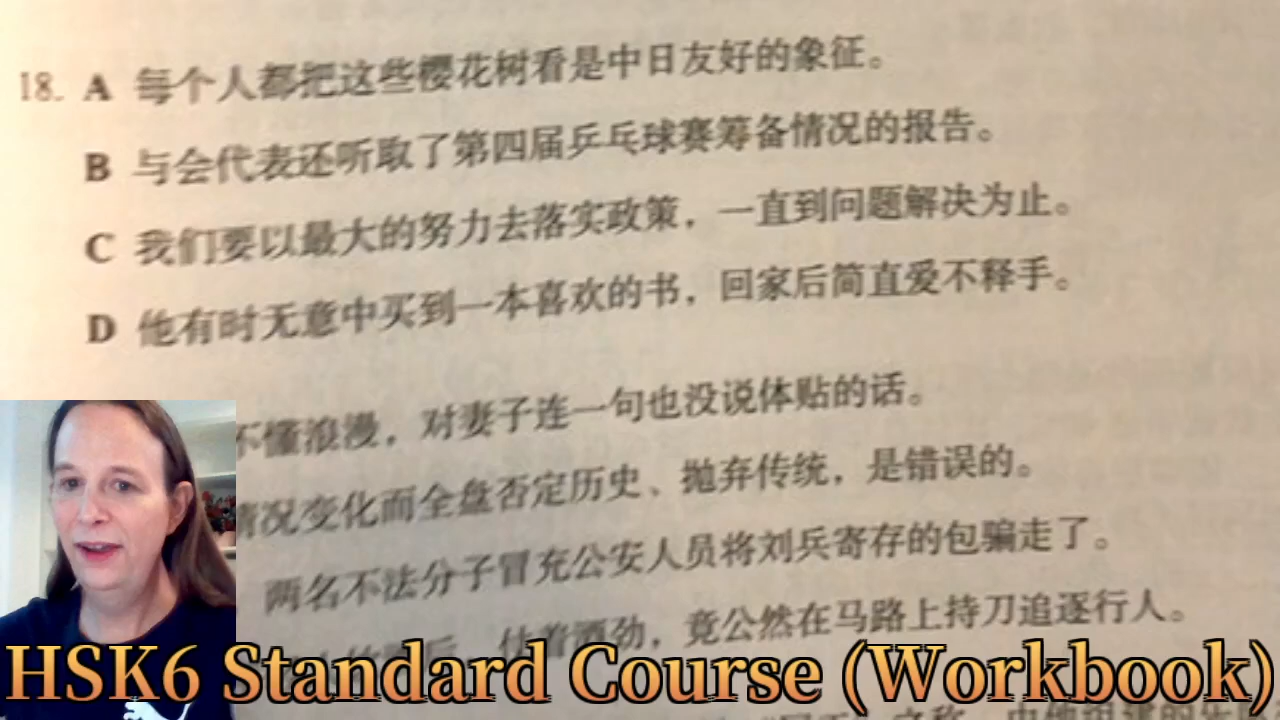 18. A 每个人都把这些樱花树看是中日友好的象征。
B 与会代表还听取了第四届乒乓球赛筹备情况的报告。
C 我们要以最大的努力去落实政策，一直到问题解决为止。
D 他有时无意中买到一本喜欢的书，回家后简直爱不释手。
不懂浪漫，对妻子连一句也没说体贴的话。
情况变化而全盘否定历史、抛弃传统，是错误的。
两名不法分子冒充公安人员将刘兵寄存的包骗走了。
仗着酒劲，竟公然在马路上持刀追逐行人。
HSK6 Standard Course (Workbook)